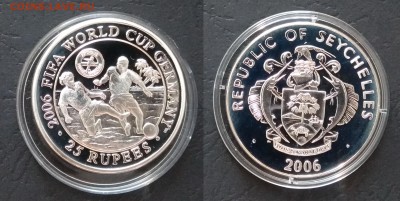 2006 FIFA WORLD CUP GERMANY
25 RUPEES
REPUBLIC OF SEYCHELLES
2006